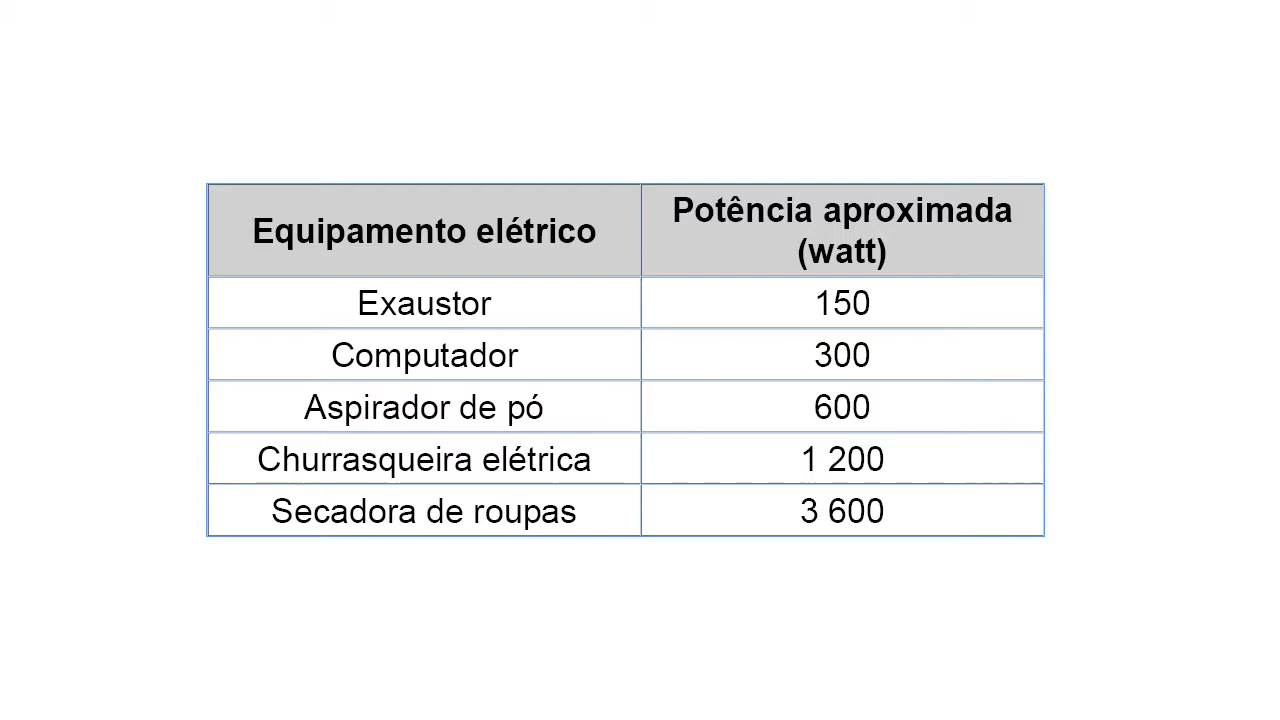 Equipamento elétrico
Potência aproximada
(watt)
Exaustor 150
Computador 300
Aspirador de pó 600
Churrasqueira elétrica 1 200
Secadora de roupas 3 600